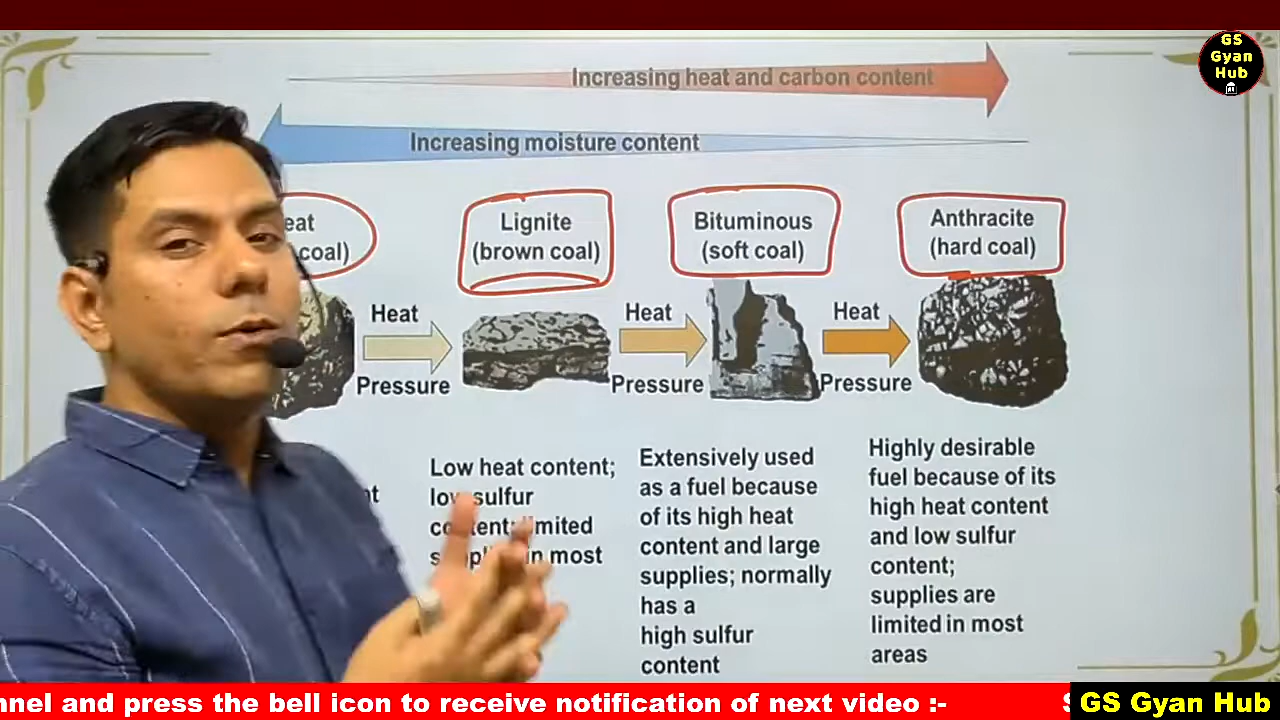 GS
Gyan
Hub
Increasing heat and carbon content
Increasing moisture content
eat
coal)
Lignite
(brown coal)
Bituminous
(soft coal)
Anthracite
(hard coal)
Heat
Pressure
Heat
Pressure
Heat
Pressure
nt
Low heat content;
low sulfur
content; limited
in most
Extensively used
as a fuel because
of its high heat
content and large
supplies; normally
has a
high sulfur
content
Highly desirable
fuel because of its
high heat content
and low sulfur
content;
supplies are
limited in most
areas
nnel and press the bell icon to receive notification of next video :-
GS Gyan Hub